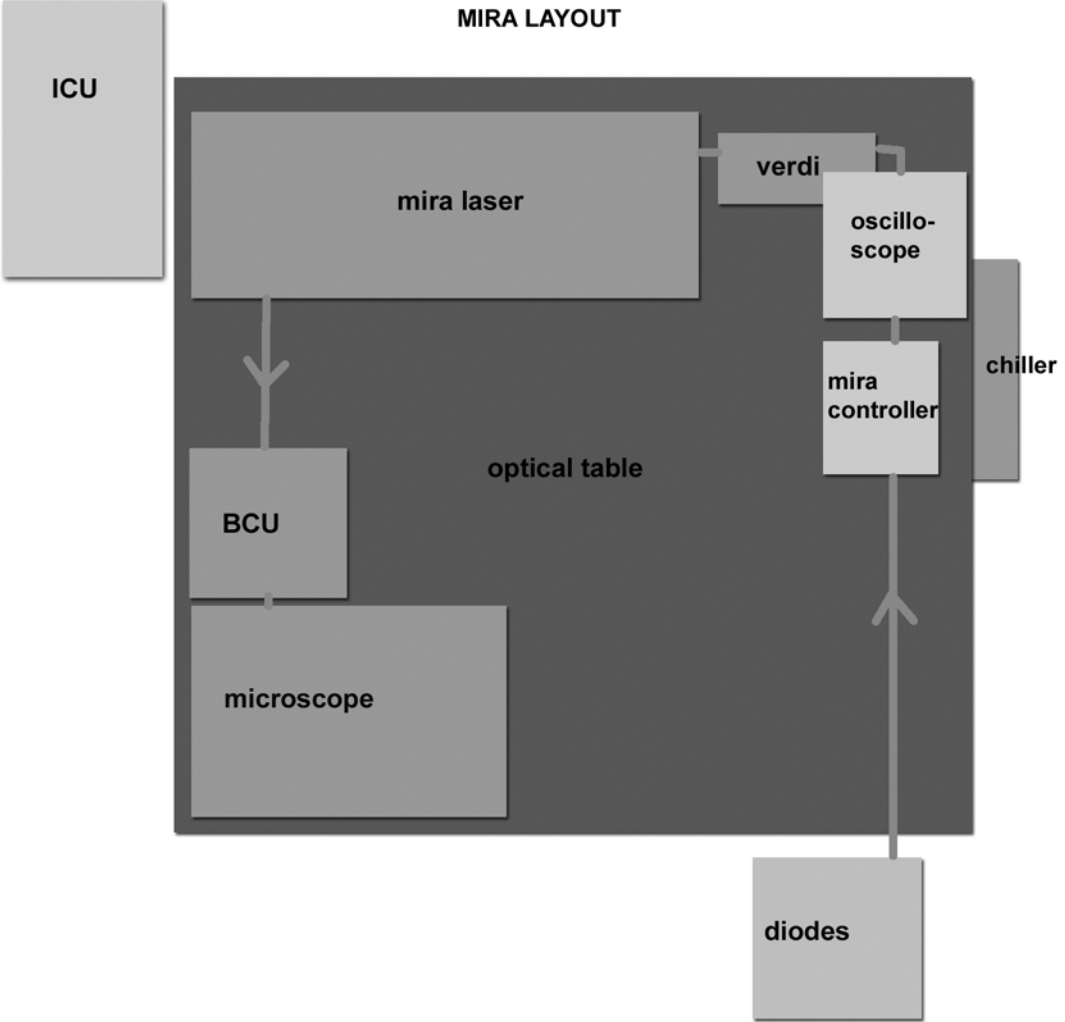 MIRA LAYOUT
ICU
mira laser
verdi
oscillo-
scope
chiller
mira
controller
optical table
BCU
microscope
diodes